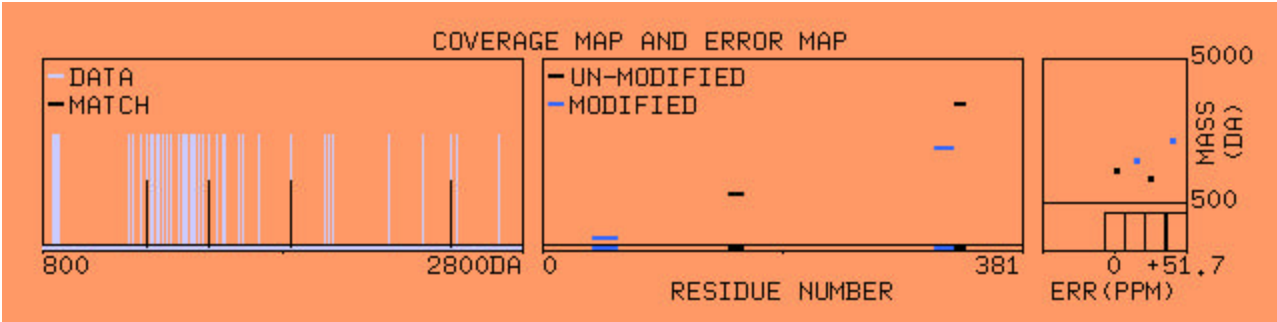 COVERAGE MAP AND ERROR MAP
DATA
MATCH
UN-MODIFIED
MODIFIED
5000
500
MASS
(DA)
800
2800DA
0
381
0
+51.7
RESIDUE NUMBER
ERR(PPM)